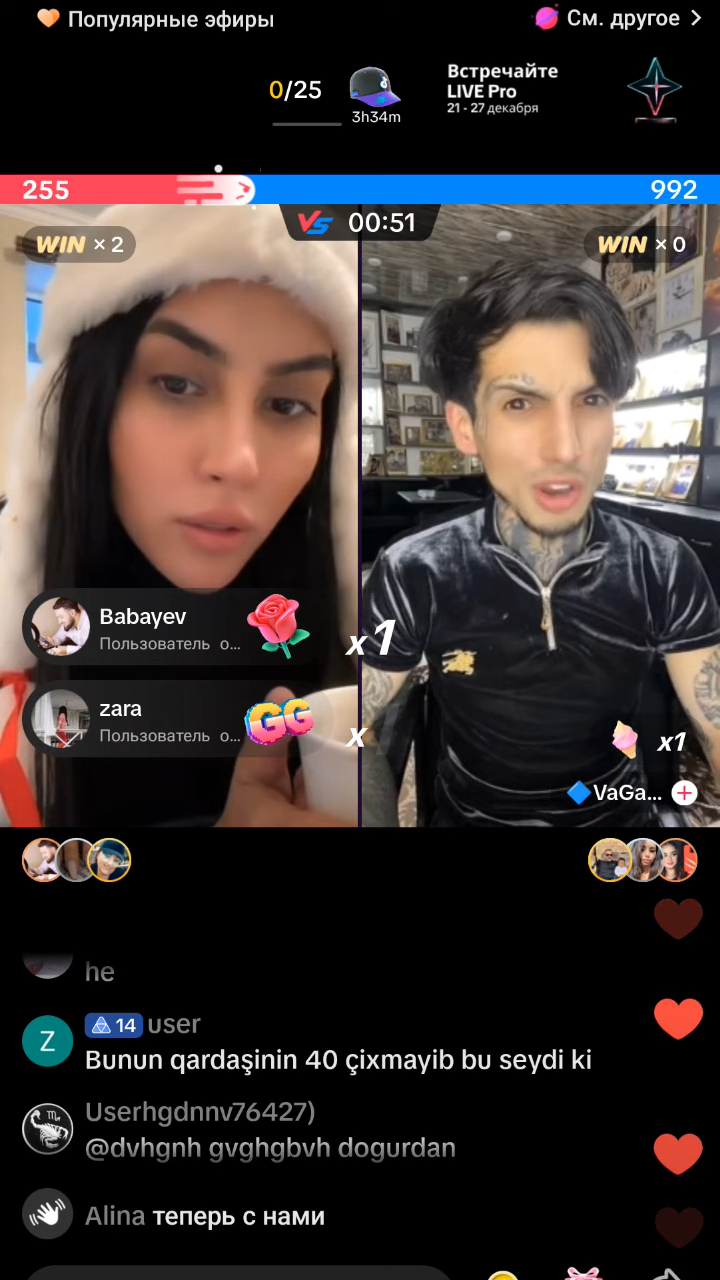 Популярные эфиры
См. другое
0/25
3h34m
Встречайте
LIVE Pro
21 - 27 декабря
255
992
VS 00:51
WIN × 2
WIN × 0
Babayev
Пользователь о...
x1
zara
Пользователь о...
GG
x
x1
VaGa...
he
14 user
Bunun qardaşinin 40 çixmayib bu seydi ki
Userhgdnnv76427)
@dvhgnh gvghgbvh dogurdan
Alina теперь с нами
Z